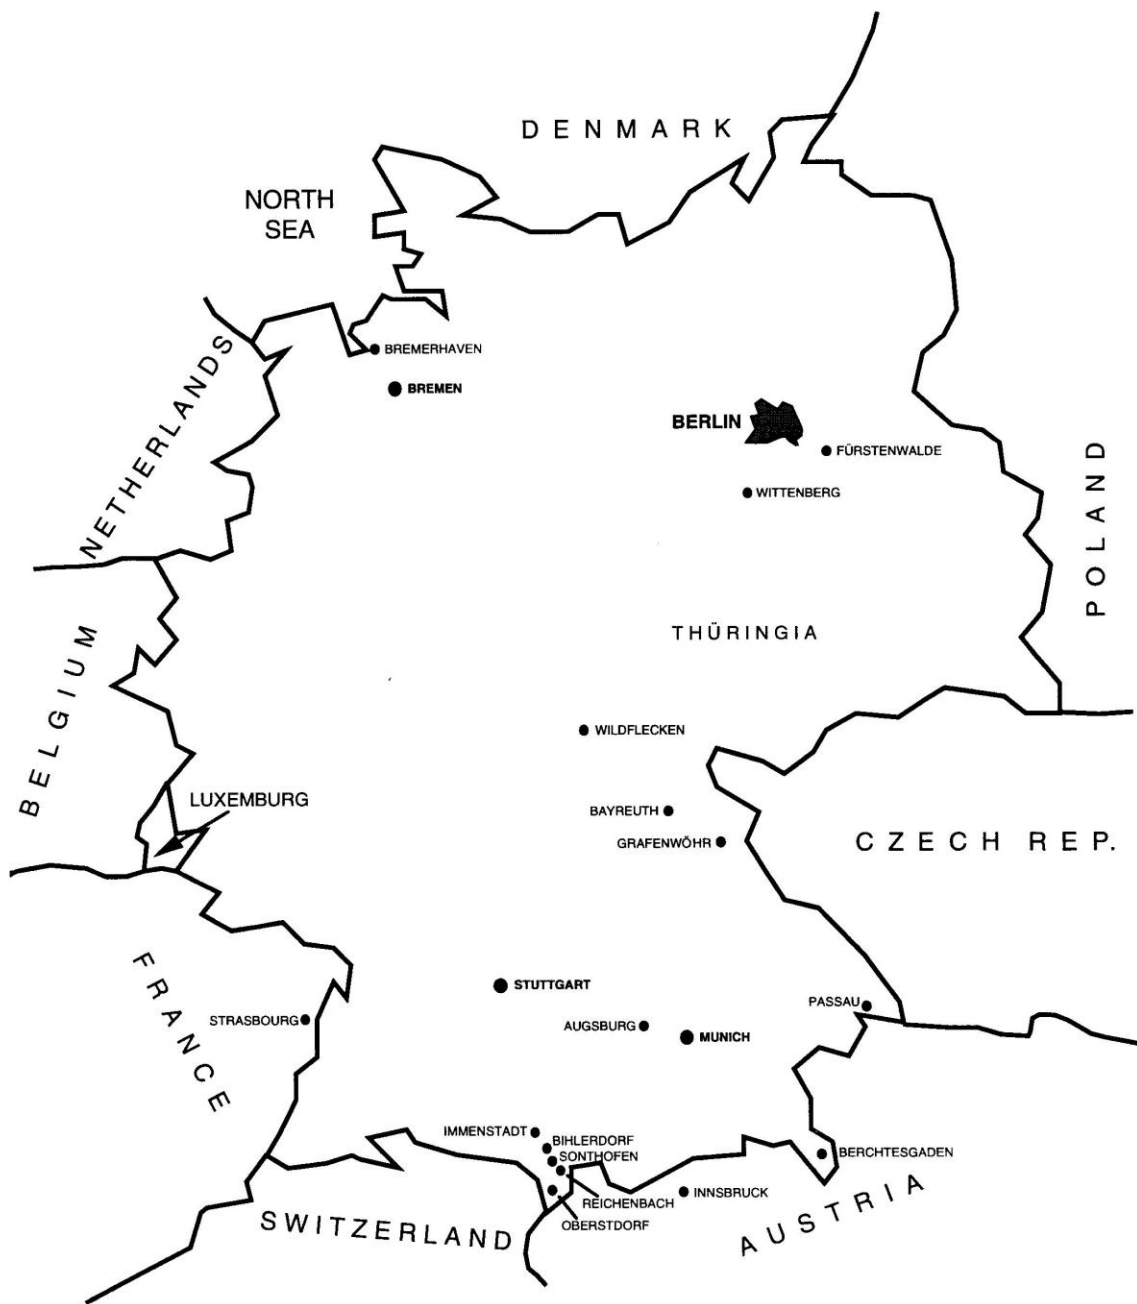 DENMARK
NORTH
SEA
NETHERLANDS
BREMERHAVEN
BREMEN
BERLIN
FÜRSTENWALDE
WITTENBERG
POLAND
THÜRINGIA
BELGIUM
WILDFLECKEN
LUXEMBURG
BAYREUTH
GRAFENWÖHR
CZECH REP.
FRANCE
STUTTGART
PASSAU
STRASBOURG
AUGSBURG
MUNICH
IMMENSTADT
BIHLERDORF
SONTHOFEN
BERCHTESGADEN
REICHENBACH
INNSBRUCK
OBERSTDORF
SWITZERLAND
AUSTRIA